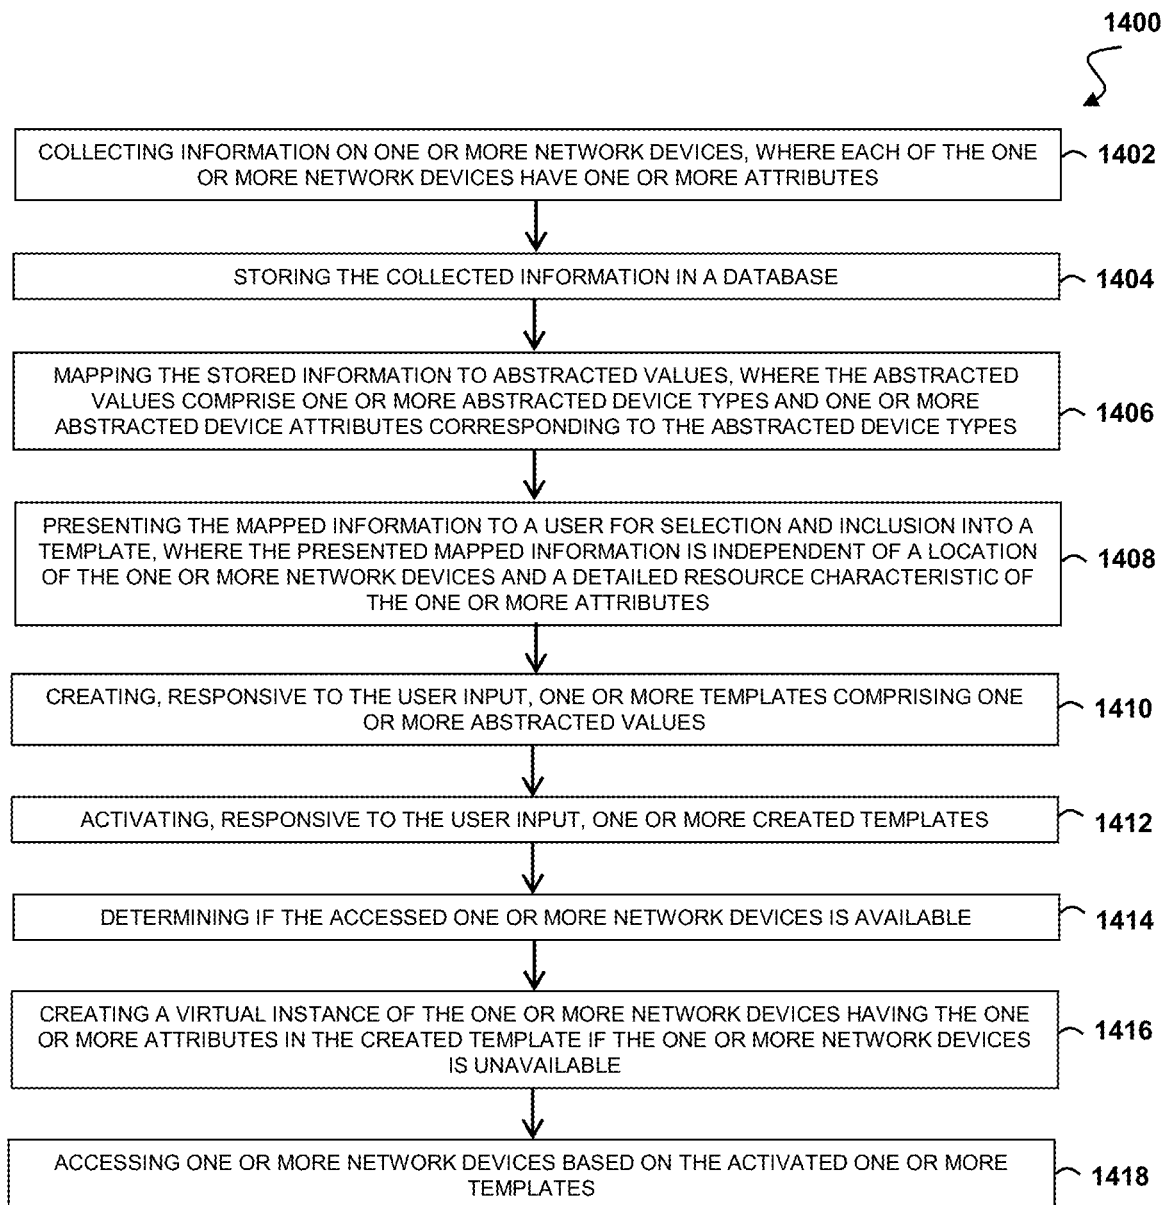 1400
COLLECTING INFORMATION ON ONE OR MORE NETWORK DEVICES, WHERE EACH OF THE ONE
OR MORE NETWORK DEVICES HAVE ONE OR MORE ATTRIBUTES
1402
STORING THE COLLECTED INFORMATION IN A DATABASE
1404
MAPPING THE STORED INFORMATION TO ABSTRACTED VALUES, WHERE THE ABSTRACTED
VALUES COMPRISE ONE OR MORE ABSTRACTED DEVICE TYPES AND ONE OR MORE
ABSTRACTED DEVICE ATTRIBUTES CORRESPONDING TO THE ABSTRACTED DEVICE TYPES
1406
PRESENTING THE MAPPED INFORMATION TO A USER FOR SELECTION AND INCLUSION INTO A
TEMPLATE, WHERE THE PRESENTED MAPPED INFORMATION IS INDEPENDENT OF A LOCATION
OF THE ONE OR MORE NETWORK DEVICES AND A DETAILED RESOURCE CHARACTERISTIC OF
THE ONE OR MORE ATTRIBUTES
1408
CREATING, RESPONSIVE TO THE USER INPUT, ONE OR MORE TEMPLATES COMPRISING ONE
OR MORE ABSTRACTED VALUES
1410
ACTIVATING, RESPONSIVE TO THE USER INPUT, ONE OR MORE CREATED TEMPLATES
1412
DETERMINING IF THE ACCESSED ONE OR MORE NETWORK DEVICES IS AVAILABLE
1414
CREATING A VIRTUAL INSTANCE OF THE ONE OR MORE NETWORK DEVICES HAVING THE ONE
OR MORE ATTRIBUTES IN THE CREATED TEMPLATE IF THE ONE OR MORE NETWORK DEVICES
IS UNAVAILABLE
1416
ACCESSING ONE OR MORE NETWORK DEVICES BASED ON THE ACTIVATED ONE OR MORE
TEMPLATES
1418